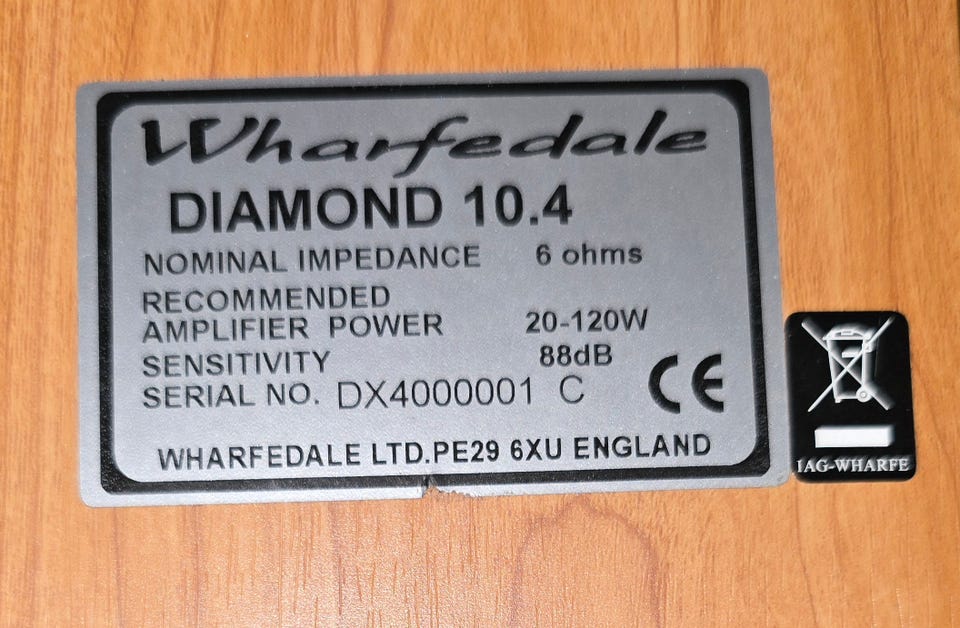 Wharfedale
DIAMOND 10.4
NOMINAL IMPEDANCE 6 ohms
RECOMMENDED
AMPLIFIER POWER 20-120W
SENSITIVITY 88dB
SERIAL NO. DX4000001 C CE
WHARFEDALE LTD.PE29 6XU ENGLAND
IAG-WHARFE